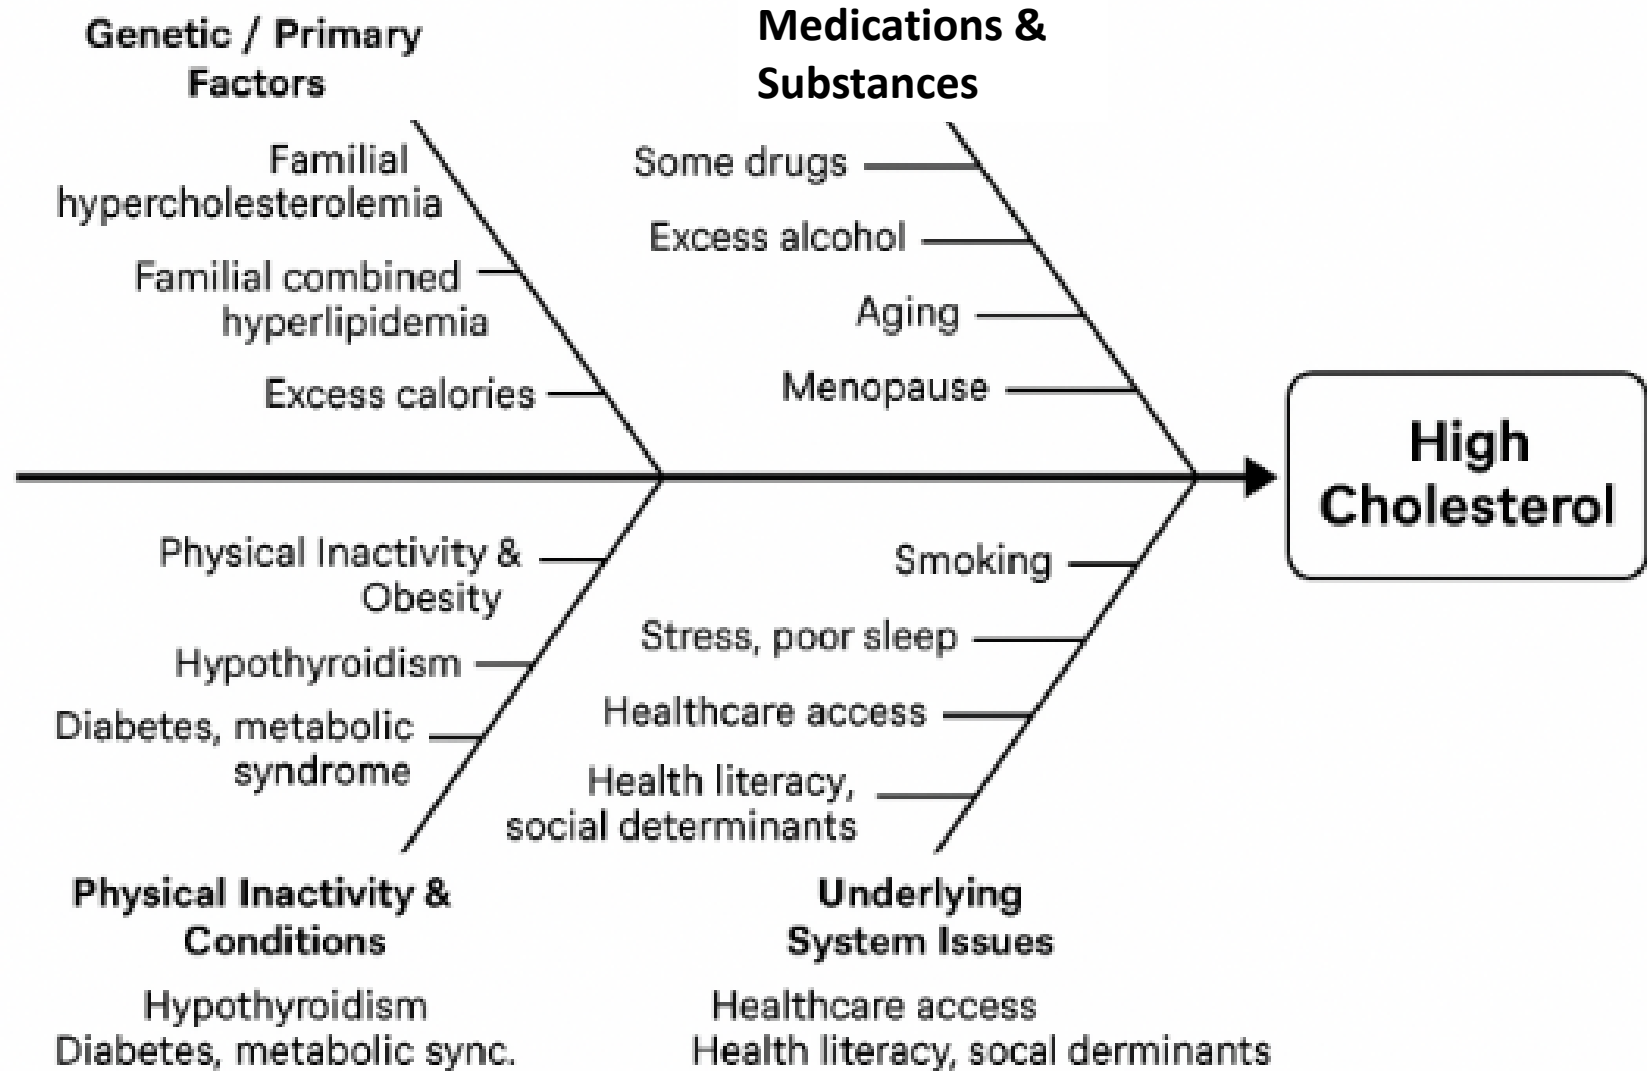 Genetic / Primary
Factors
Familial
hypercholesterolemia
Familial combined
hyperlipidemia
Excess calories
Medications &
Substances
Some drugs
Excess alcohol
Aging
Menopause
High
Cholesterol
Physical Inactivity &
Obesity
Hypothyroidism
Diabetes, metabolic
syndrome
Physical Inactivity &
Conditions
Hypothyroidism
Diabetes, metabolic sync.
Smoking
Stress, poor sleep
Healthcare access
Health literacy,
social determinants
Underlying
System Issues
Healthcare access
Health literacy, socal derminants